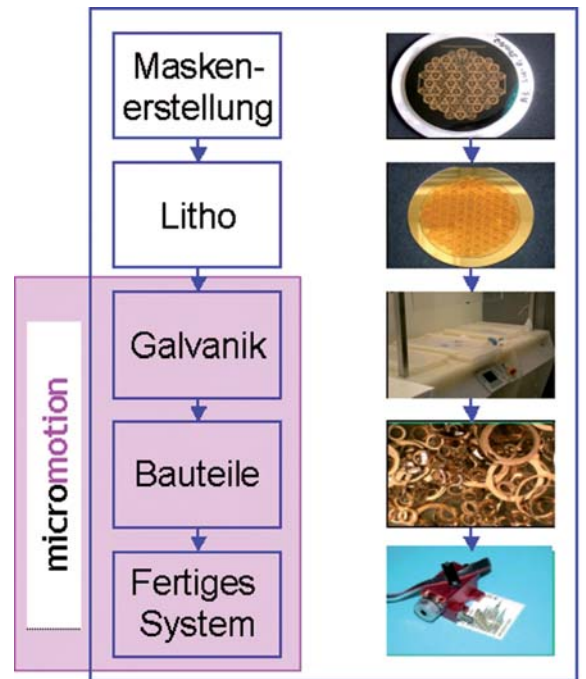 Masken-
erstellung
Litho
Galvanik
Bauteile
Fertiges
System
micromotion